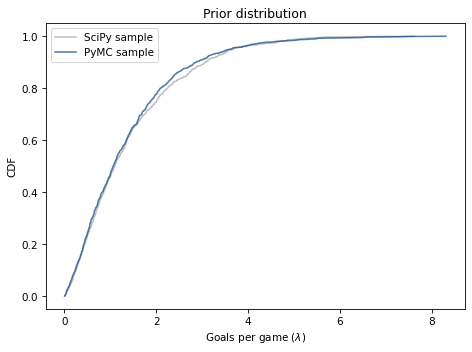 Prior distribution
SciPy sample
PyMC sample
1.0
0.8
0.6
0.4
0.2
0.0
CDF
0 2 4 6 8
Goals per game (λ)